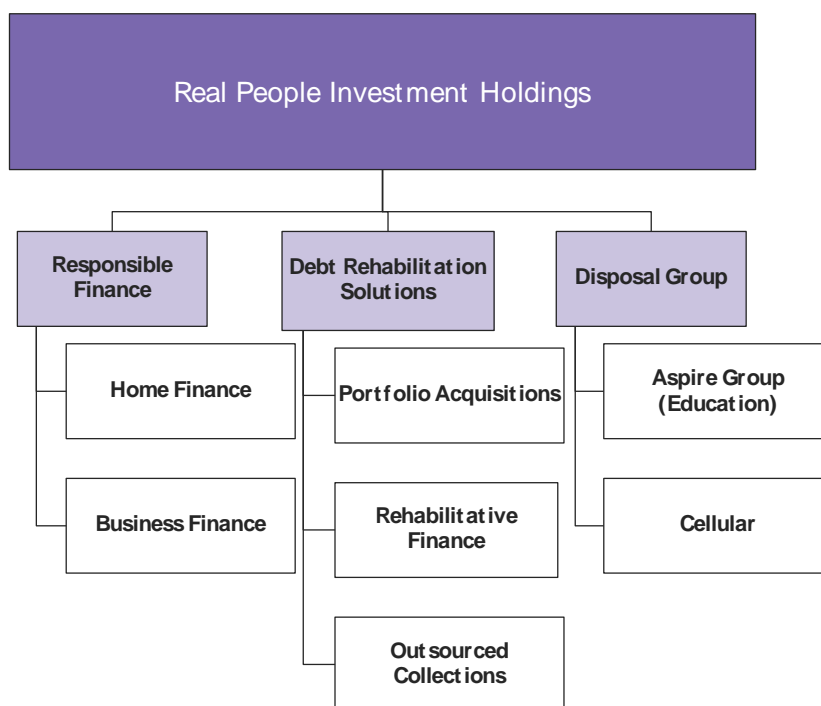 Real People Investment Holdings
Responsible
Finance
Debt Rehabilitation
Solutions
Disposal Group
Home Finance
Business Finance
Portfolio Acquisitions
Rehabilitative
Finance
Outsourced
Collections
Aspire Group
(Education)
Cellular